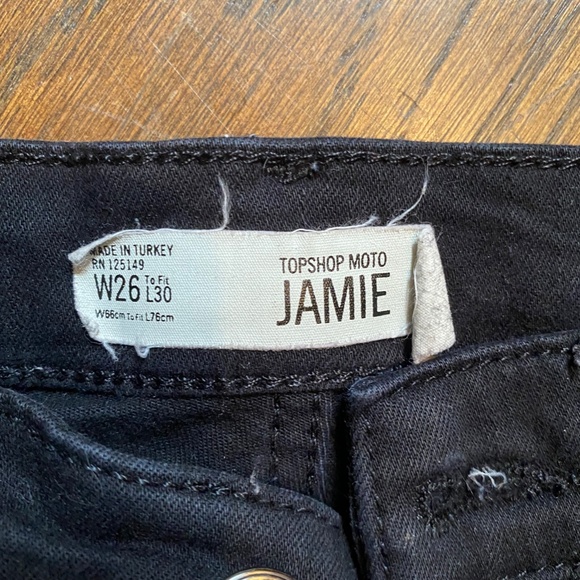 MADE IN TURKEY
RN 125149
W26 To Fit L30
W66cm To Fit L76cm
TOPSHOP MOTO
JAMIE